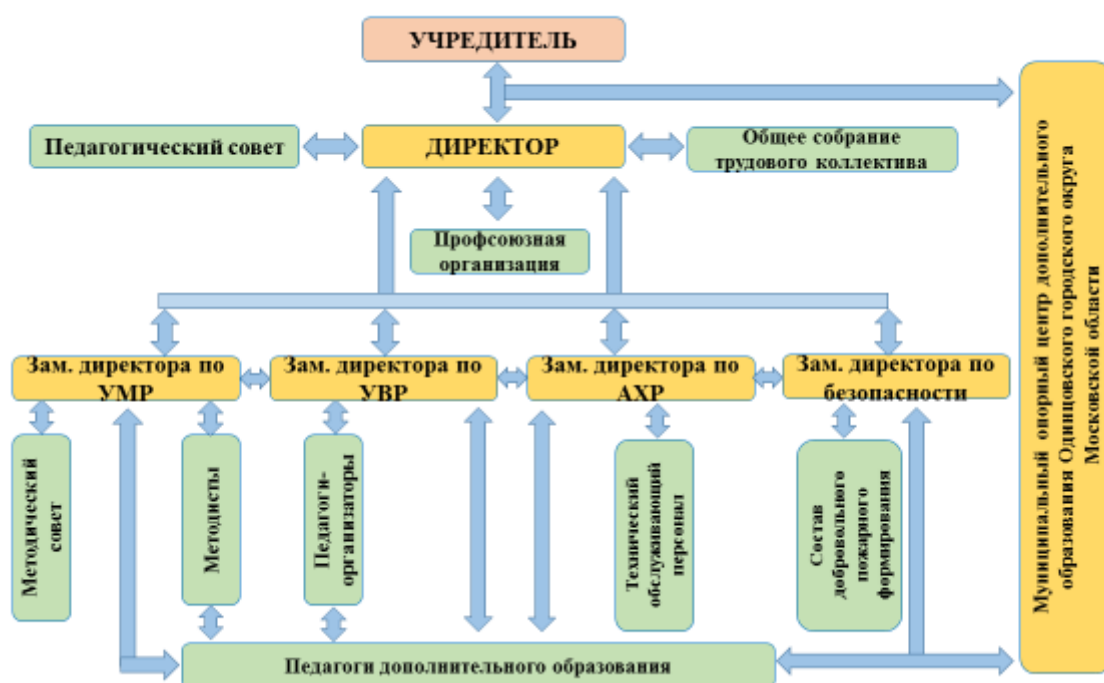 УЧРЕДИТЕЛЬ
Педагогический совет
ДИРЕКТОР
Общее собрание
трудового коллектива
Профсоюзная
организация
Зам. директора по
УМР
Зам. директора по
УВР
Зам. директора по
АХР
Зам. директора по
безопасности
Методический
совет
Методисты
Педагоги-
организаторы
Технический
обслуживающий
персонал
Состав
добровольного
пожарного
формирования
Педагоги дополнительного образования
Муниципальный опорный центр дополнительного
образования Одинцовского городского округа
Московской области